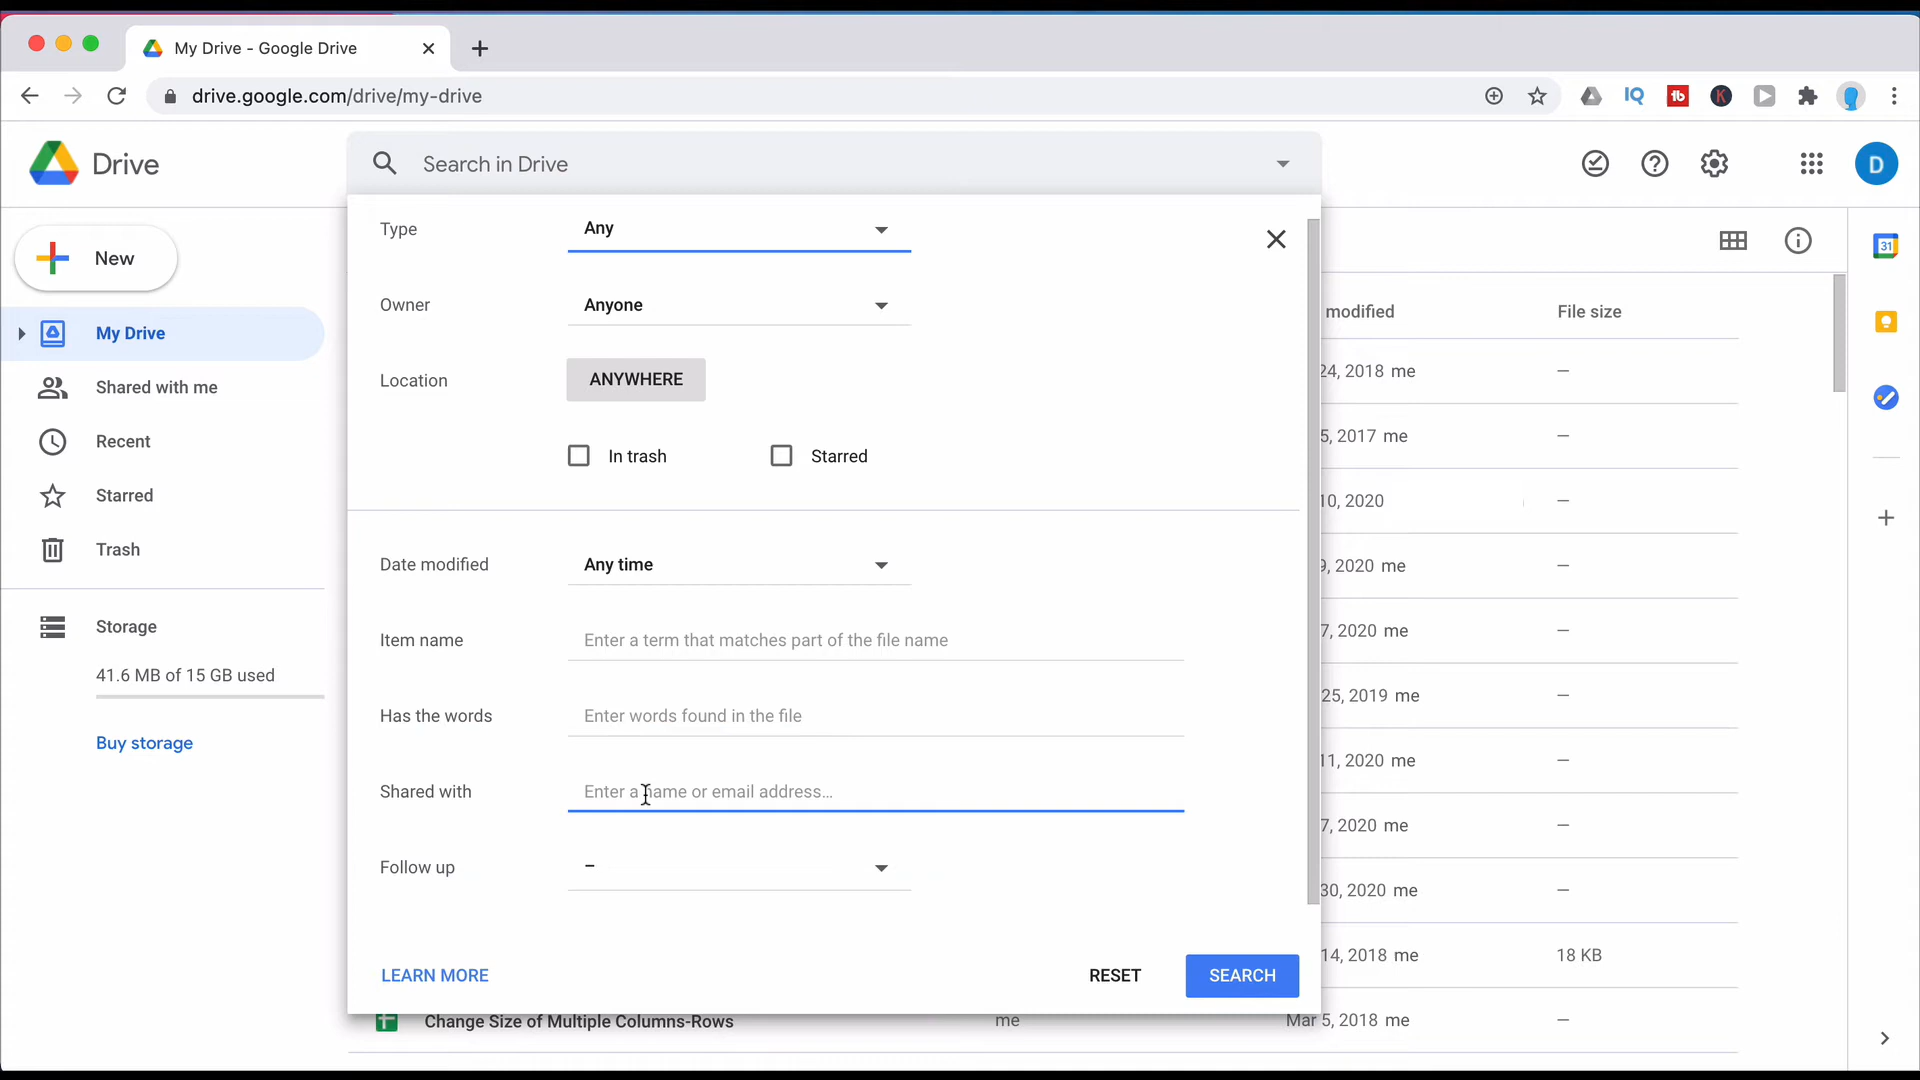 My Drive - Google Drive
drive.google.com/drive/my-drive
IQ
tb
K
Drive
Search in Drive
D
New
Type
Any
31
Owner
Anyone
modified
File size
My Drive
Location
ANYWHERE
24, 2018 me
–
Shared with me
Recent
5, 2017 me
–
In trash
Starred
Starred
10, 2020
–
Trash
Date modified
Any time
9, 2020 me
–
Storage
Item name
Enter a term that matches part of the file name
7, 2020 me
–
41.6 MB of 15 GB used
25, 2019 me
–
Has the words
Enter words found in the file
Buy storage
11, 2020 me
–
Shared with
Enter a name or email address...
7, 2020 me
–
Follow up
–
30, 2020 me
–
14, 2018 me
18 KB
LEARN MORE
RESET
SEARCH
Change Size of Multiple Columns-Rows
me
Mar 5, 2018 me
–